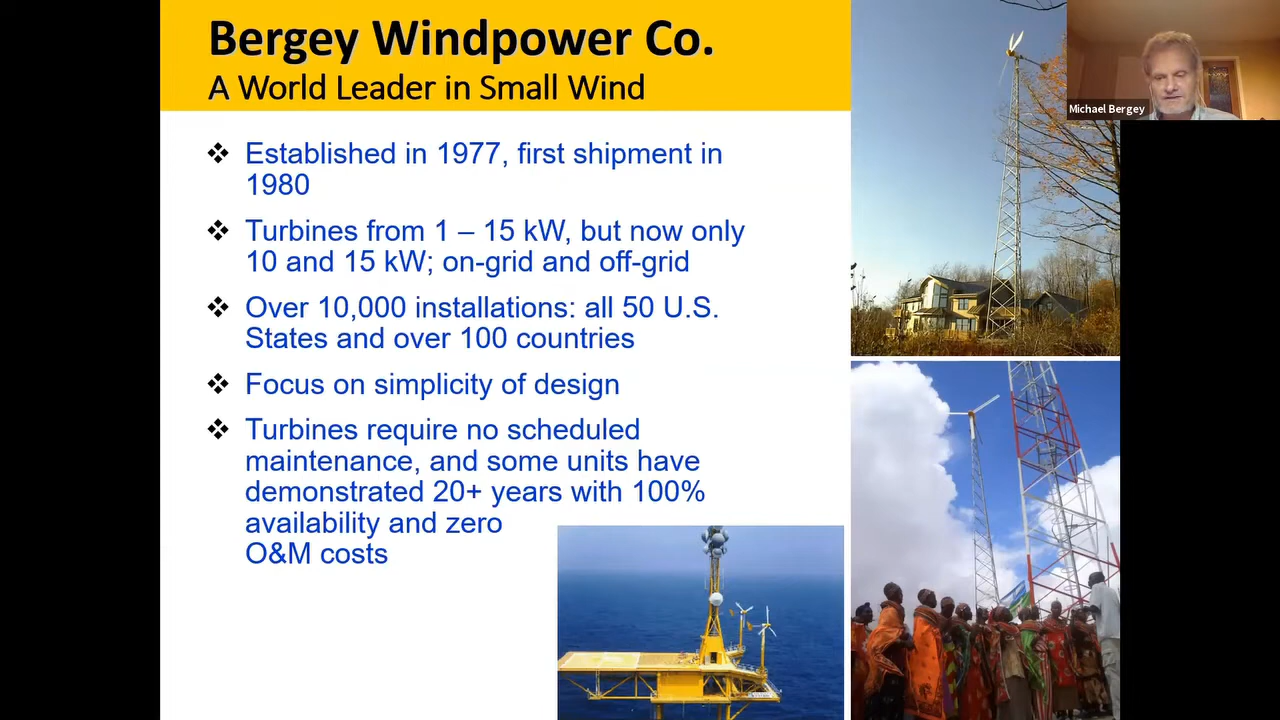 Bergey Windpower Co.
A World Leader in Small Wind
Michael Bergey
❖ Established in 1977, first shipment in
1980
❖ Turbines from 1 – 15 kW, but now only
10 and 15 kW; on-grid and off-grid
❖ Over 10,000 installations: all 50 U.S.
States and over 100 countries
❖ Focus on simplicity of design
❖ Turbines require no scheduled
maintenance, and some units have
demonstrated 20+ years with 100%
availability and zero
O&M costs